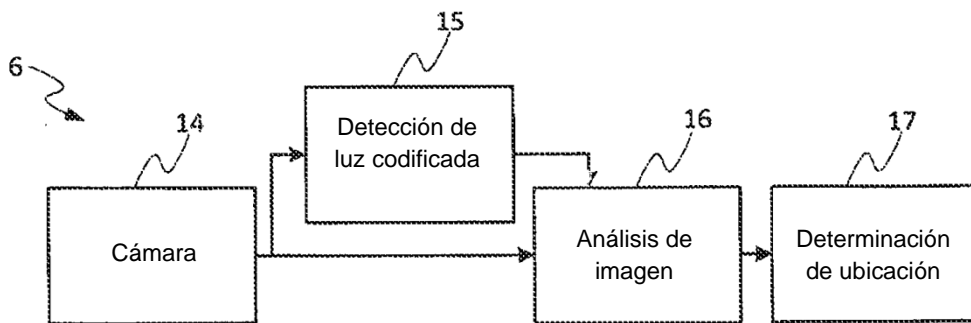 15
6
14
Detección de
luz codificada
16
17
Cámara
Análisis de
imagen
Determinación
de ubicación